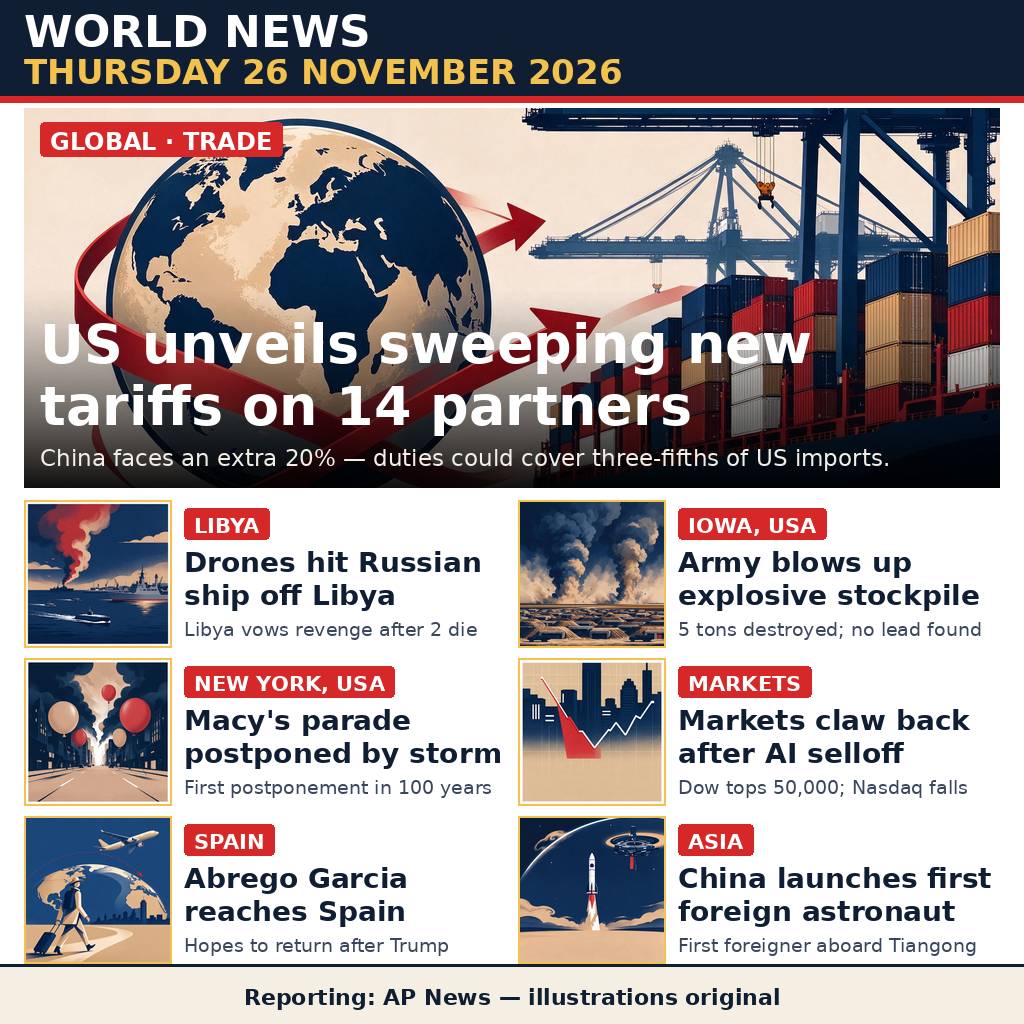 WORLD NEWS
THURSDAY 26 NOVEMBER 2026
GLOBAL · TRADE
US unveils sweeping new
tariffs on 14 partners
China faces an extra 20% — duties could cover three-fifths of US imports.
LIBYA
Drones hit Russian
ship off Libya
Libya vows revenge after 2 die
IOWA, USA
Army blows up
explosive stockpile
5 tons destroyed; no lead found
NEW YORK, USA
Macy's parade
postponed by storm
First postponement in 100 years
MARKETS
Markets claw back
after AI selloff
Dow tops 50,000; Nasdaq falls
SPAIN
Abrego Garcia
reaches Spain
Hopes to return after Trump
ASIA
China launches first
foreign astronaut
First foreigner aboard Tiangong
Reporting: AP News — illustrations original